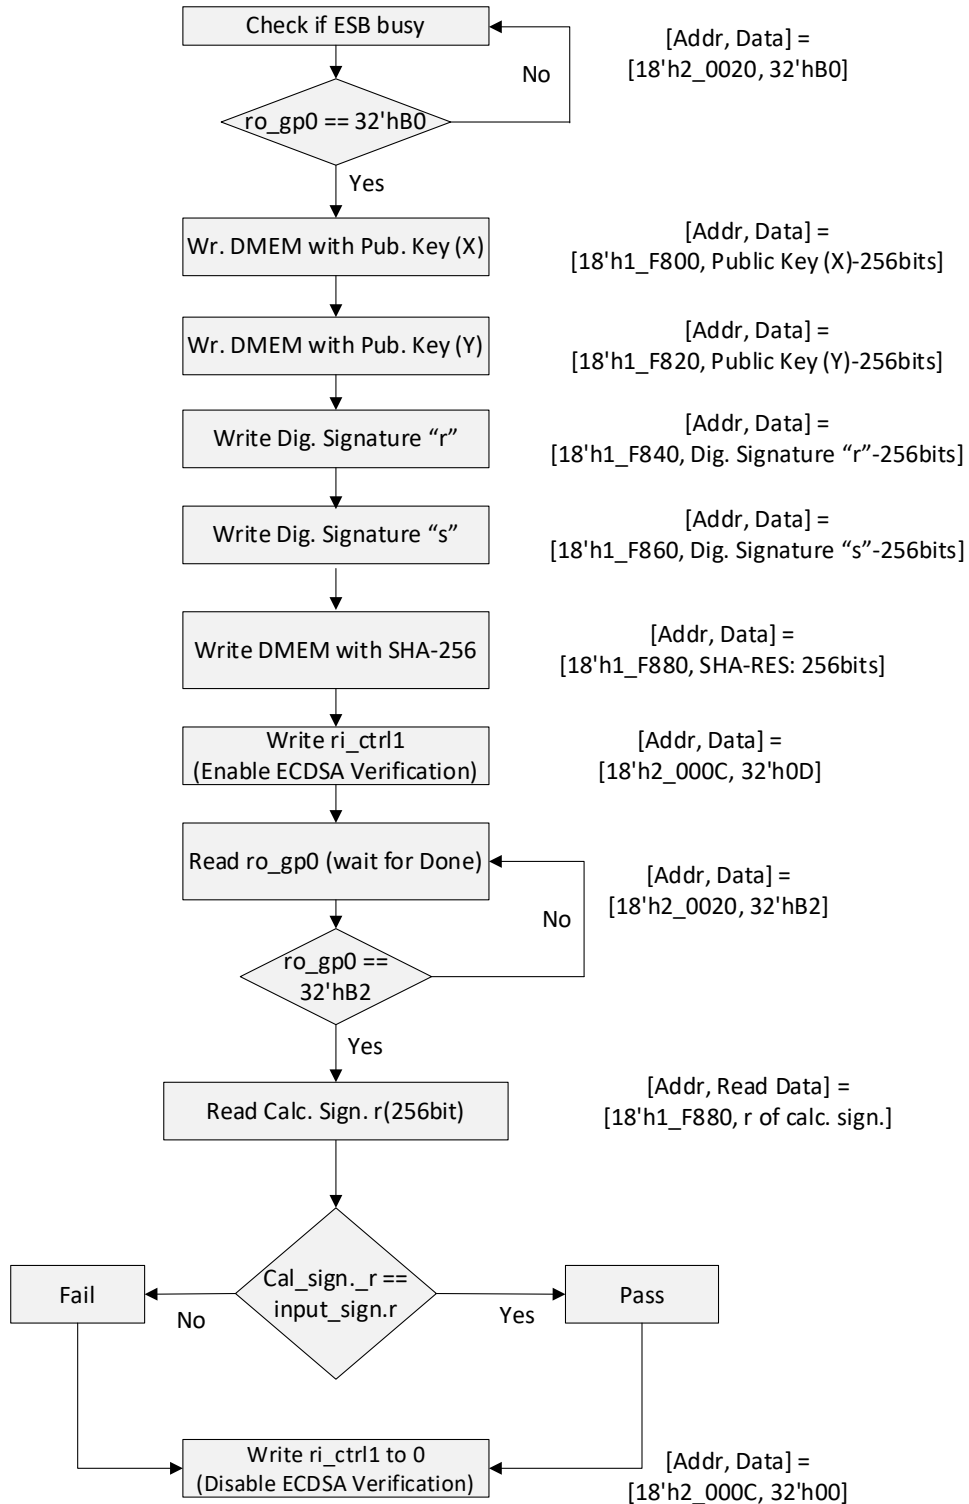 Check if ESB busy
[Addr, Data] =
[18'h2_0020, 32'hB0]
No
ro_gp0 == 32'hB0
Yes
Wr. DMEM with Pub. Key (X)
[Addr, Data] =
[18'h1_F800, Public Key (X)-256bits]
Wr. DMEM with Pub. Key (Y)
[Addr, Data] =
[18'h1_F820, Public Key (Y)-256bits]
Write Dig. Signature “r”
[Addr, Data] =
[18'h1_F840, Dig. Signature “r”-256bits]
Write Dig. Signature “s”
[Addr, Data] =
[18'h1_F860, Dig. Signature “s”-256bits]
Write DMEM with SHA-256
[Addr, Data] =
[18'h1_F880, SHA-RES: 256bits]
Write ri_ctrl1
(Enable ECDSA Verification)
[Addr, Data] =
[18'h2_000C, 32'h0D]
Read ro_gp0 (wait for Done)
[Addr, Data] =
[18'h2_0020, 32'hB2]
No
ro_gp0 ==
32'hB2
Yes
Read Calc. Sign. r(256bit)
[Addr, Read Data] =
[18'h1_F880, r of calc. sign.]
Cal_sign._r ==
input_sign.r
Fail
No
Yes
Pass
Write ri_ctrl1 to 0
(Disable ECDSA Verification)
[Addr, Data] =
[18'h2_000C, 32'h00]